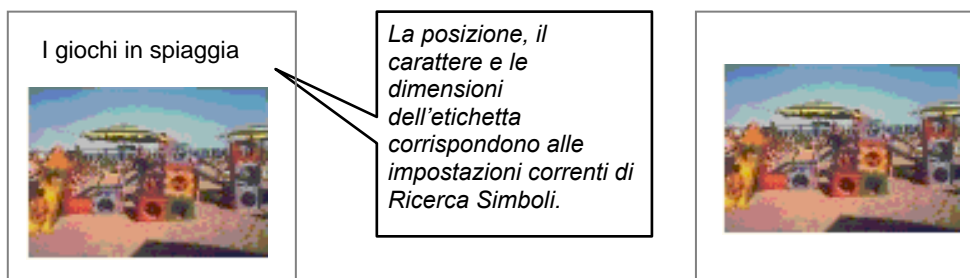 I giochi in spiaggia
La posizione, il
carattere e le
dimensioni
dell'etichetta
corrispondono alle
impostazioni correnti di
Ricerca Simboli.